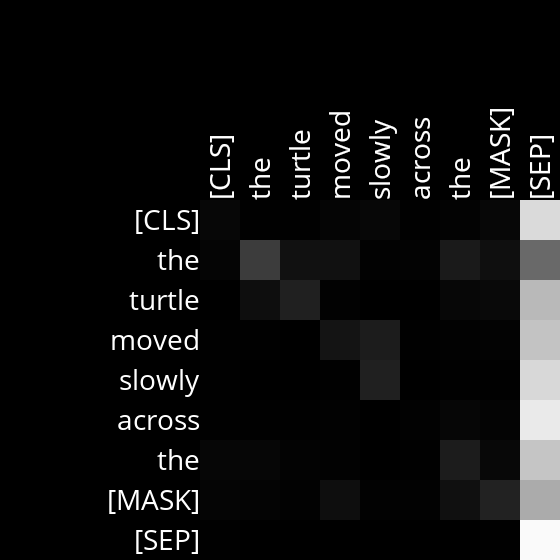 [CLS] the turtle moved slowly across the [MASK] [SEP]
[CLS]
the
turtle
moved
slowly
across
the
[MASK]
[SEP]